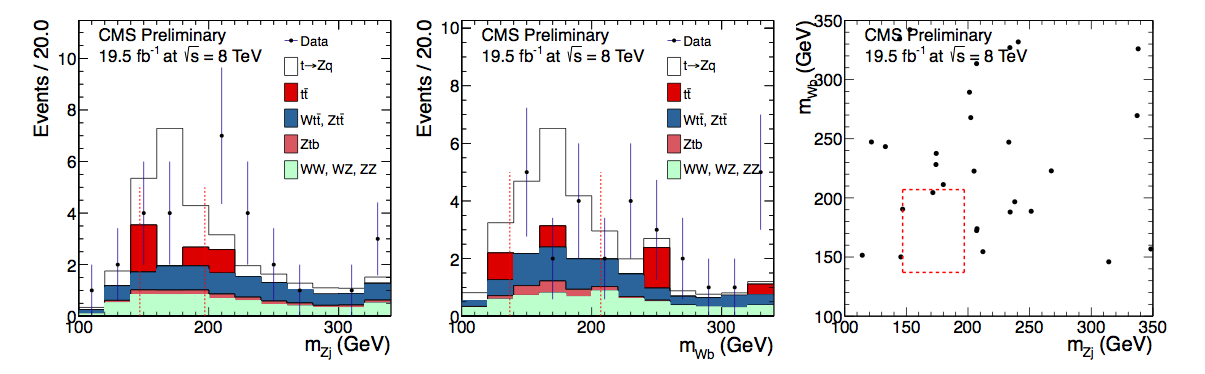 CMS Preliminary
19.5 fb⁻¹ at √s = 8 TeV
Events / 20.0
10
8
6
4
2
0
Data
t→Zq
tt̄
Wtt̄, Ztt̄
Ztb
WW, WZ, ZZ
100
200
300
m_Zj (GeV)
CMS Preliminary
19.5 fb⁻¹ at √s = 8 TeV
Events / 20.0
10
8
6
4
2
0
Data
t→Zq
tt̄
Wtt̄, Ztt̄
Ztb
WW, WZ, ZZ
100
200
300
m_Wb (GeV)
CMS Preliminary
19.5 fb⁻¹ at √s = 8 TeV
m_Wb (GeV)
350
300
250
200
150
100
100
150
200
250
300
350
m_Zj (GeV)